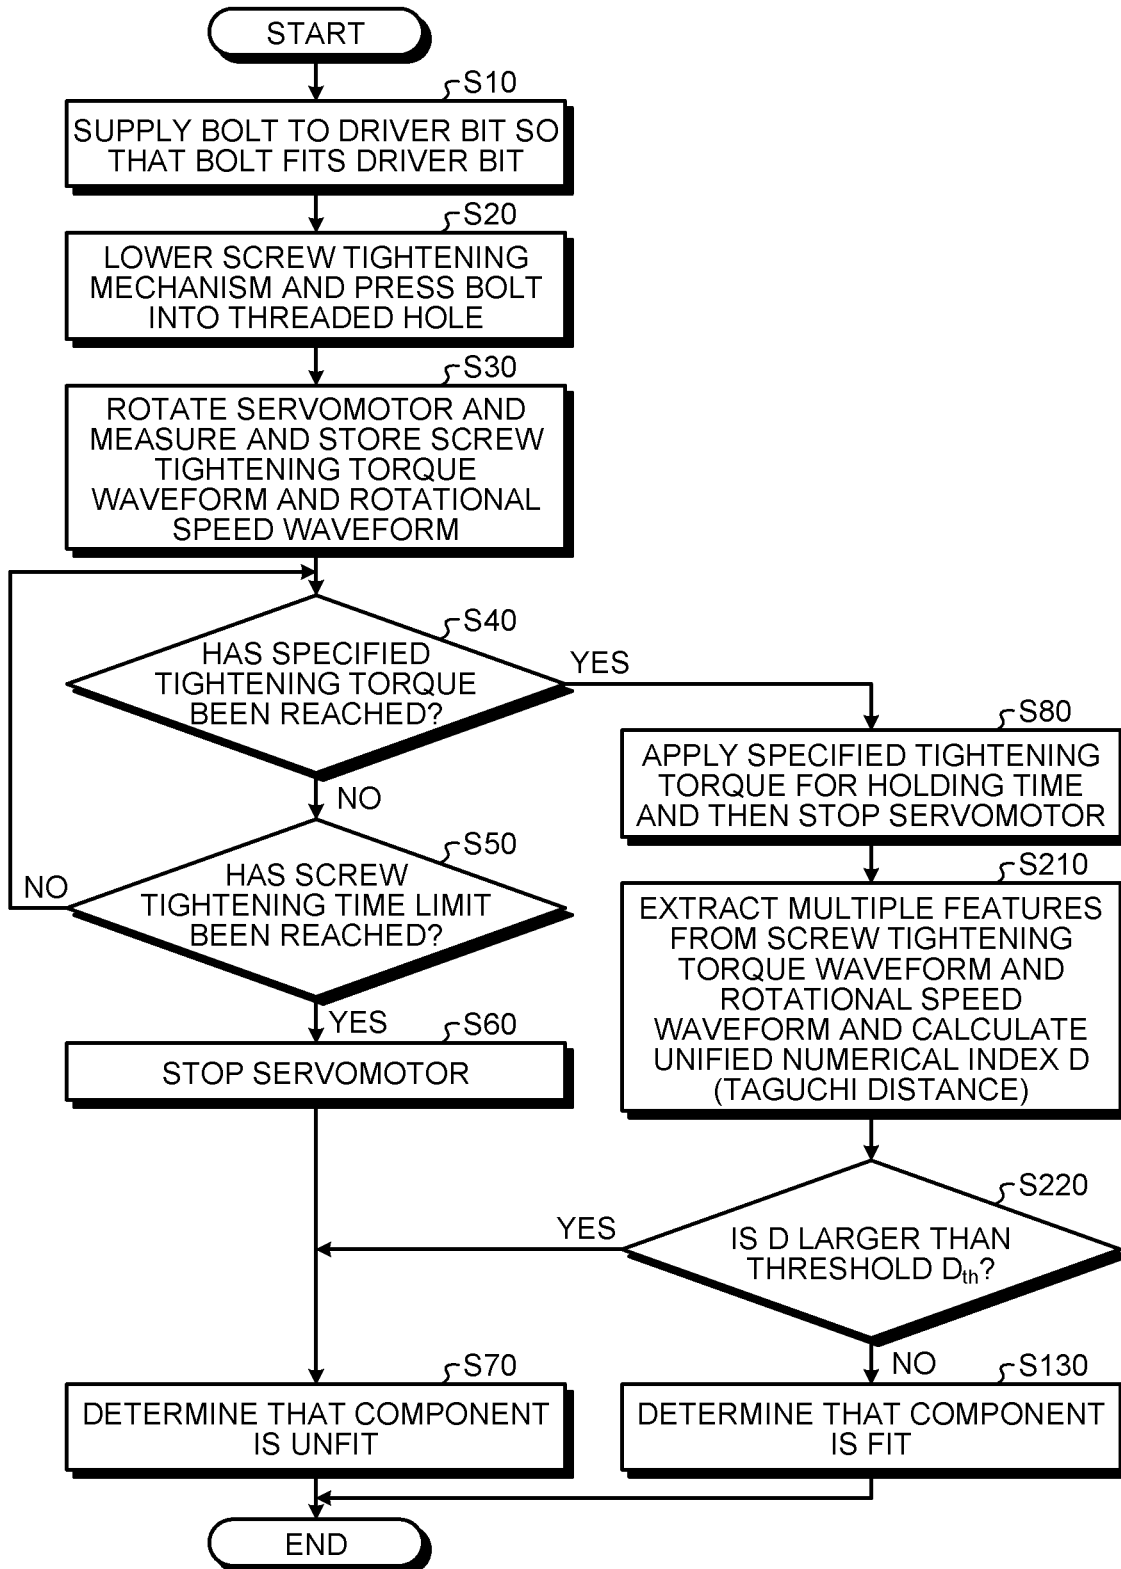 START
S10
SUPPLY BOLT TO DRIVER BIT SO
THAT BOLT FITS DRIVER BIT
S20
LOWER SCREW TIGHTENING
MECHANISM AND PRESS BOLT
INTO THREADED HOLE
S30
ROTATE SERVOMOTOR AND
MEASURE AND STORE SCREW
TIGHTENING TORQUE
WAVEFORM AND ROTATIONAL
SPEED WAVEFORM
S40
HAS SPECIFIED
TIGHTENING TORQUE
BEEN REACHED?
YES
NO
S50
HAS SCREW
TIGHTENING TIME LIMIT
BEEN REACHED?
NO
YES
S60
STOP SERVOMOTOR
S80
APPLY SPECIFIED TIGHTENING
TORQUE FOR HOLDING TIME
AND THEN STOP SERVOMOTOR
S210
EXTRACT MULTIPLE FEATURES
FROM SCREW TIGHTENING
TORQUE WAVEFORM AND
ROTATIONAL SPEED
WAVEFORM AND CALCULATE
UNIFIED NUMERICAL INDEX D
(TAGUCHI DISTANCE)
S220
IS D LARGER THAN
THRESHOLD Dth?
YES
NO
S70
DETERMINE THAT COMPONENT
IS UNFIT
S130
DETERMINE THAT COMPONENT
IS FIT
END